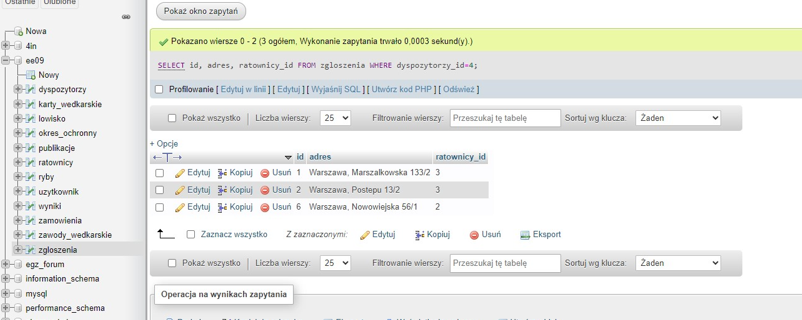 Ostatnie Ulubione
Nowa
4in
ee09
Nowy
dyspozytorzy
karty_wedkarskie
lowisko
okres_ochronny
publikacje
ratownicy
ryby
uzytkownik
wyniki
zamowienia
zawody_wedkarskie
zgloszenia
egz_forum
information_schema
mysql
performance_schema
Pokaż okno zapytań
Pokazano wiersze 0 - 2 (3 ogółem, Wykonanie zapytania trwało 0,0003 sekund(y).)
SELECT id, adres, ratownicy_id FROM zgloszenia WHERE dyspozytorzy_id=4;
Profilowanie [ Edytuj w linii ] [ Edytuj ] [ Wyjaśnij SQL ] [ Utwórz kod PHP ] [ Odśwież ]
Pokaż wszystko Liczba wierszy: 25 Filtrowanie wierszy: Przeszukaj tę tabelę Sortuj wg klucza: Żaden
+ Opcje
id adres ratownicy_id
Edytuj Kopiuj Usuń 1 Warszawa, Marszalkowska 133/2 3
Edytuj Kopiuj Usuń 2 Warszawa, Postepu 13/2 3
Edytuj Kopiuj Usuń 6 Warszawa, Nowowiejska 56/1 2
Zaznacz wszystko Z zaznaczonymi: Edytuj Kopiuj Usuń Eksport
Pokaż wszystko Liczba wierszy: 25 Filtrowanie wierszy: Przeszukaj tę tabelę Sortuj wg klucza: Żaden
Operacja na wynikach zapytania